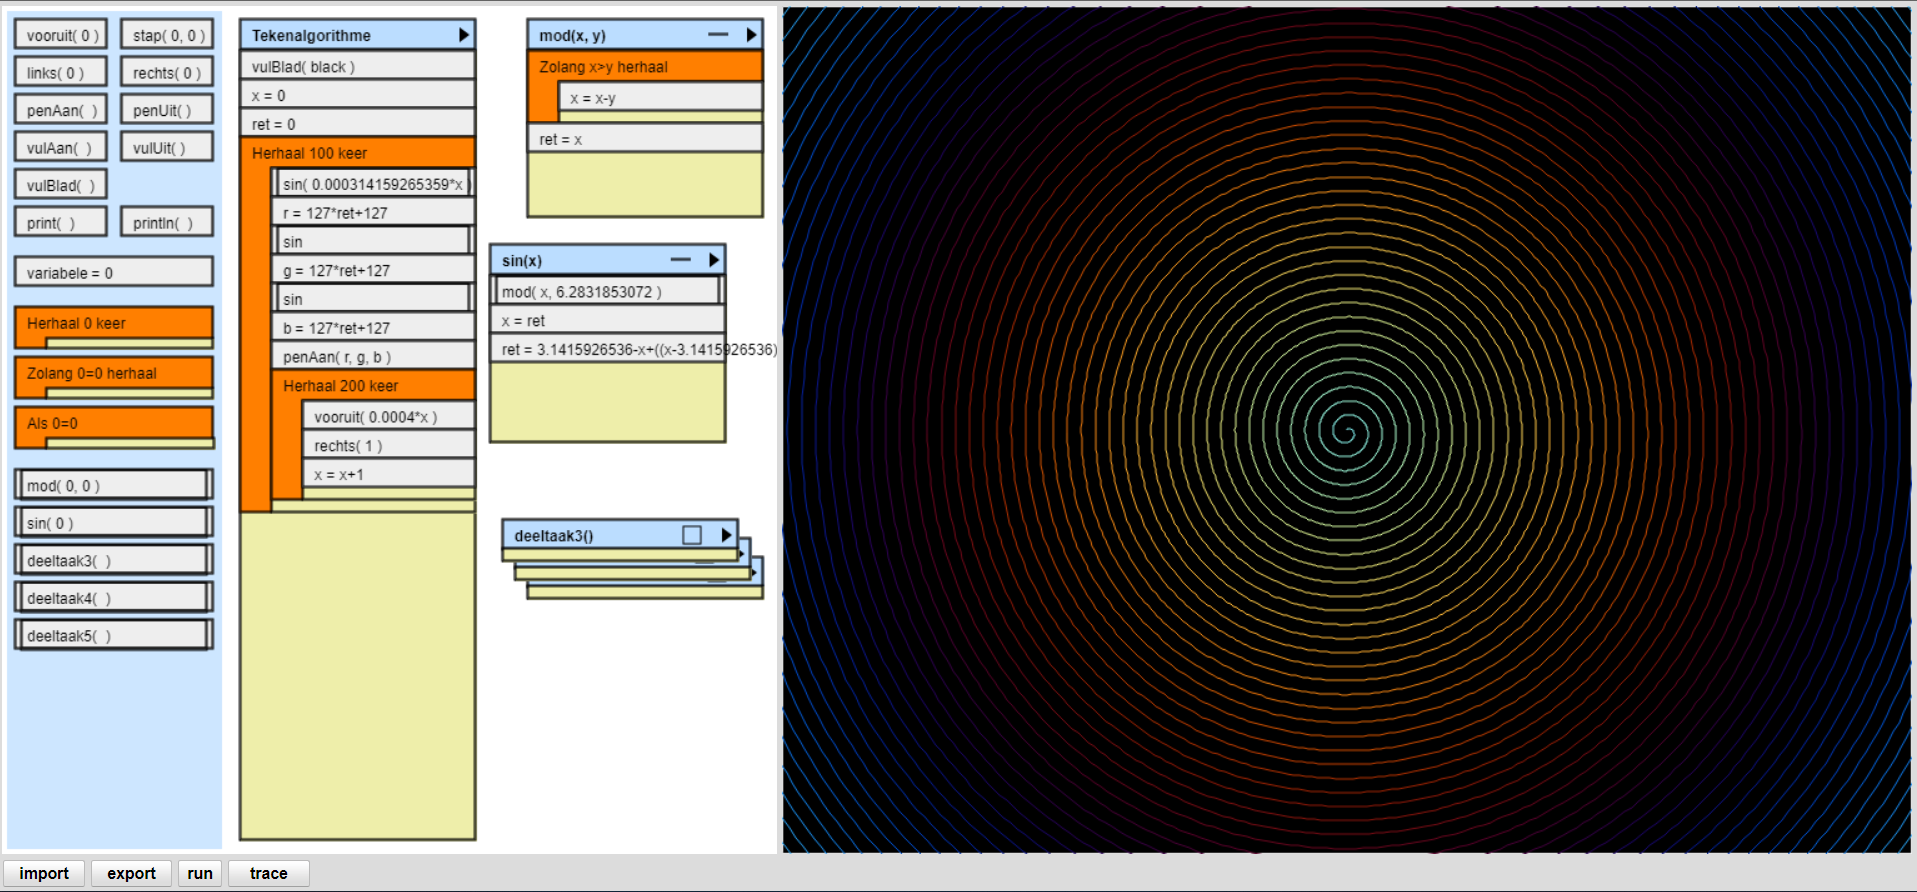 vooruit( 0 )
stap( 0, 0 )
links( 0 )
rechts( 0 )
penAan(  )
penUit( )
vulAan(  )
vulUit( )
vulBlad(  )
print(  )
println(  )
variabele = 0
Herhaal 0 keer
Zolang 0=0 herhaal
Als 0=0
mod( 0, 0 )
sin( 0 )
deeltaak3(  )
deeltaak4(  )
deeltaak5(  )
Tekenalgorithme
vulBlad( black )
x = 0
ret = 0
Herhaal 100 keer
sin( 0.000314159265359*x )
r = 127*ret+127
sin
g = 127*ret+127
sin
b = 127*ret+127
penAan( r, g, b )
Herhaal 200 keer
vooruit( 0.0004*x )
rechts( 1 )
x = x+1
mod(x, y)
Zolang x>y herhaal
x = x-y
ret = x
sin(x)
mod( x, 6.2831853072 )
x = ret
ret = 3.1415926536-x+((x-3.1415926536)
deeltaak3()
import
export
run
trace